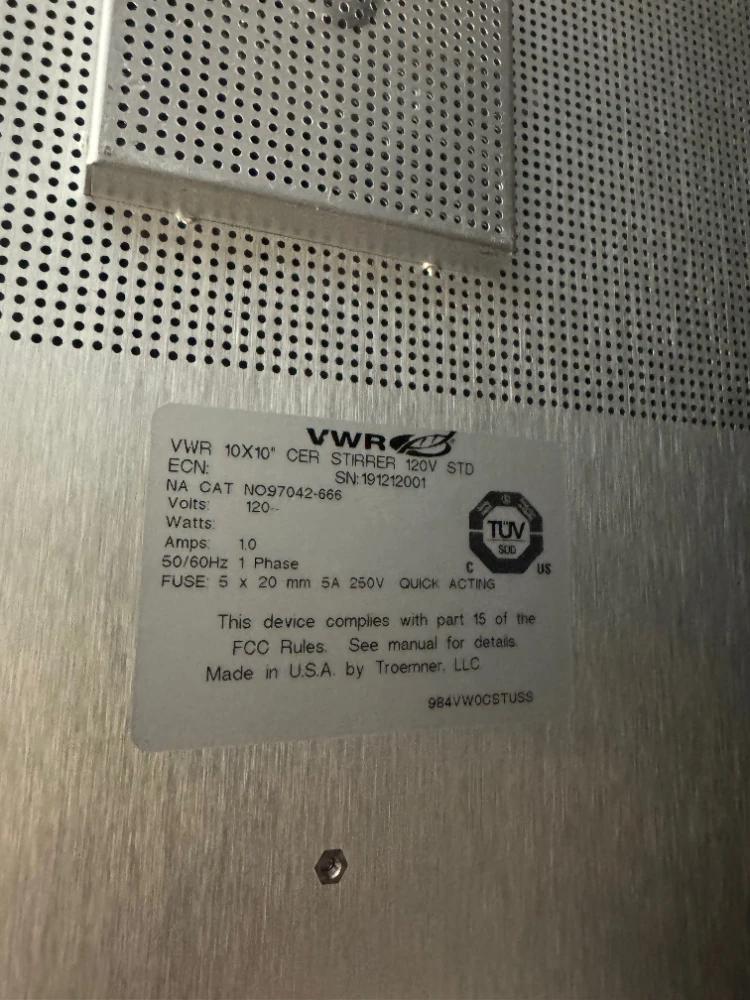 VWR
VWR 10X10" CER STIRRER 120V STD
ECN:
SN:191212001
NA CAT NO97042-666
Volts: 120~
Watts:
Amps: 1.0
50/60Hz 1 Phase
FUSE: 5 x 20 mm 5A 250V QUICK ACTING
TÜV
SÜD
C US
This device complies with part 15 of the
FCC Rules. See manual for details.
Made in U.S.A. by Troemner, LLC
984VW0CSTUSS